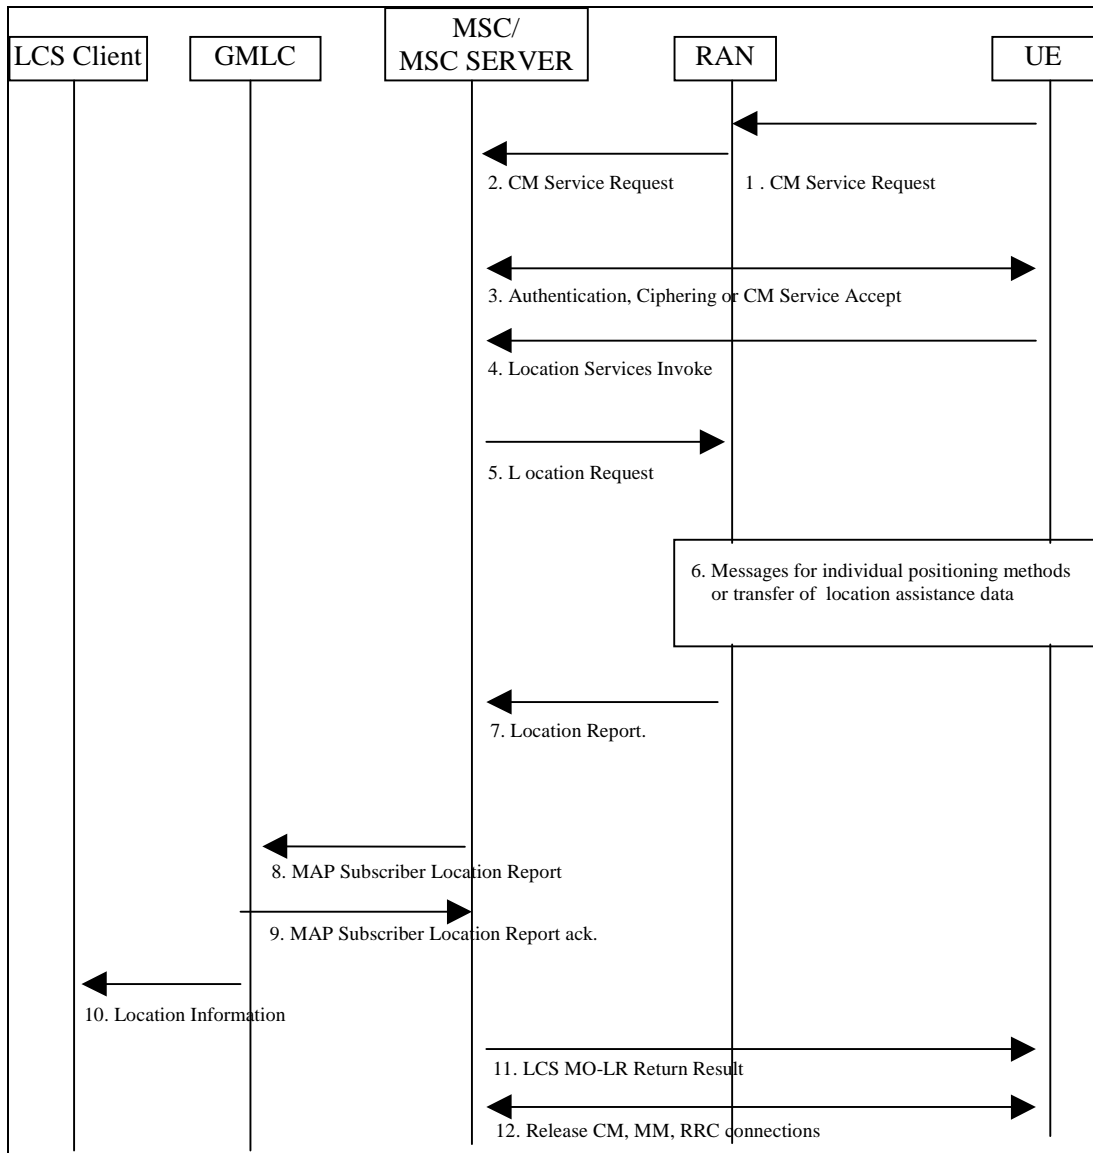 LCS Client
GMLC
MSC/
MSC SERVER
RAN
UE
2. CM Service Request
1 . CM Service Request
3. Authentication, Ciphering or CM Service Accept
4. Location Services Invoke
5. L ocation Request
6. Messages for individual positioning methods
or transfer of location assistance data
7. Location Report.
8. MAP Subscriber Location Report
9. MAP Subscriber Location Report ack.
10. Location Information
11. LCS MO-LR Return Result
12. Release CM, MM, RRC connections